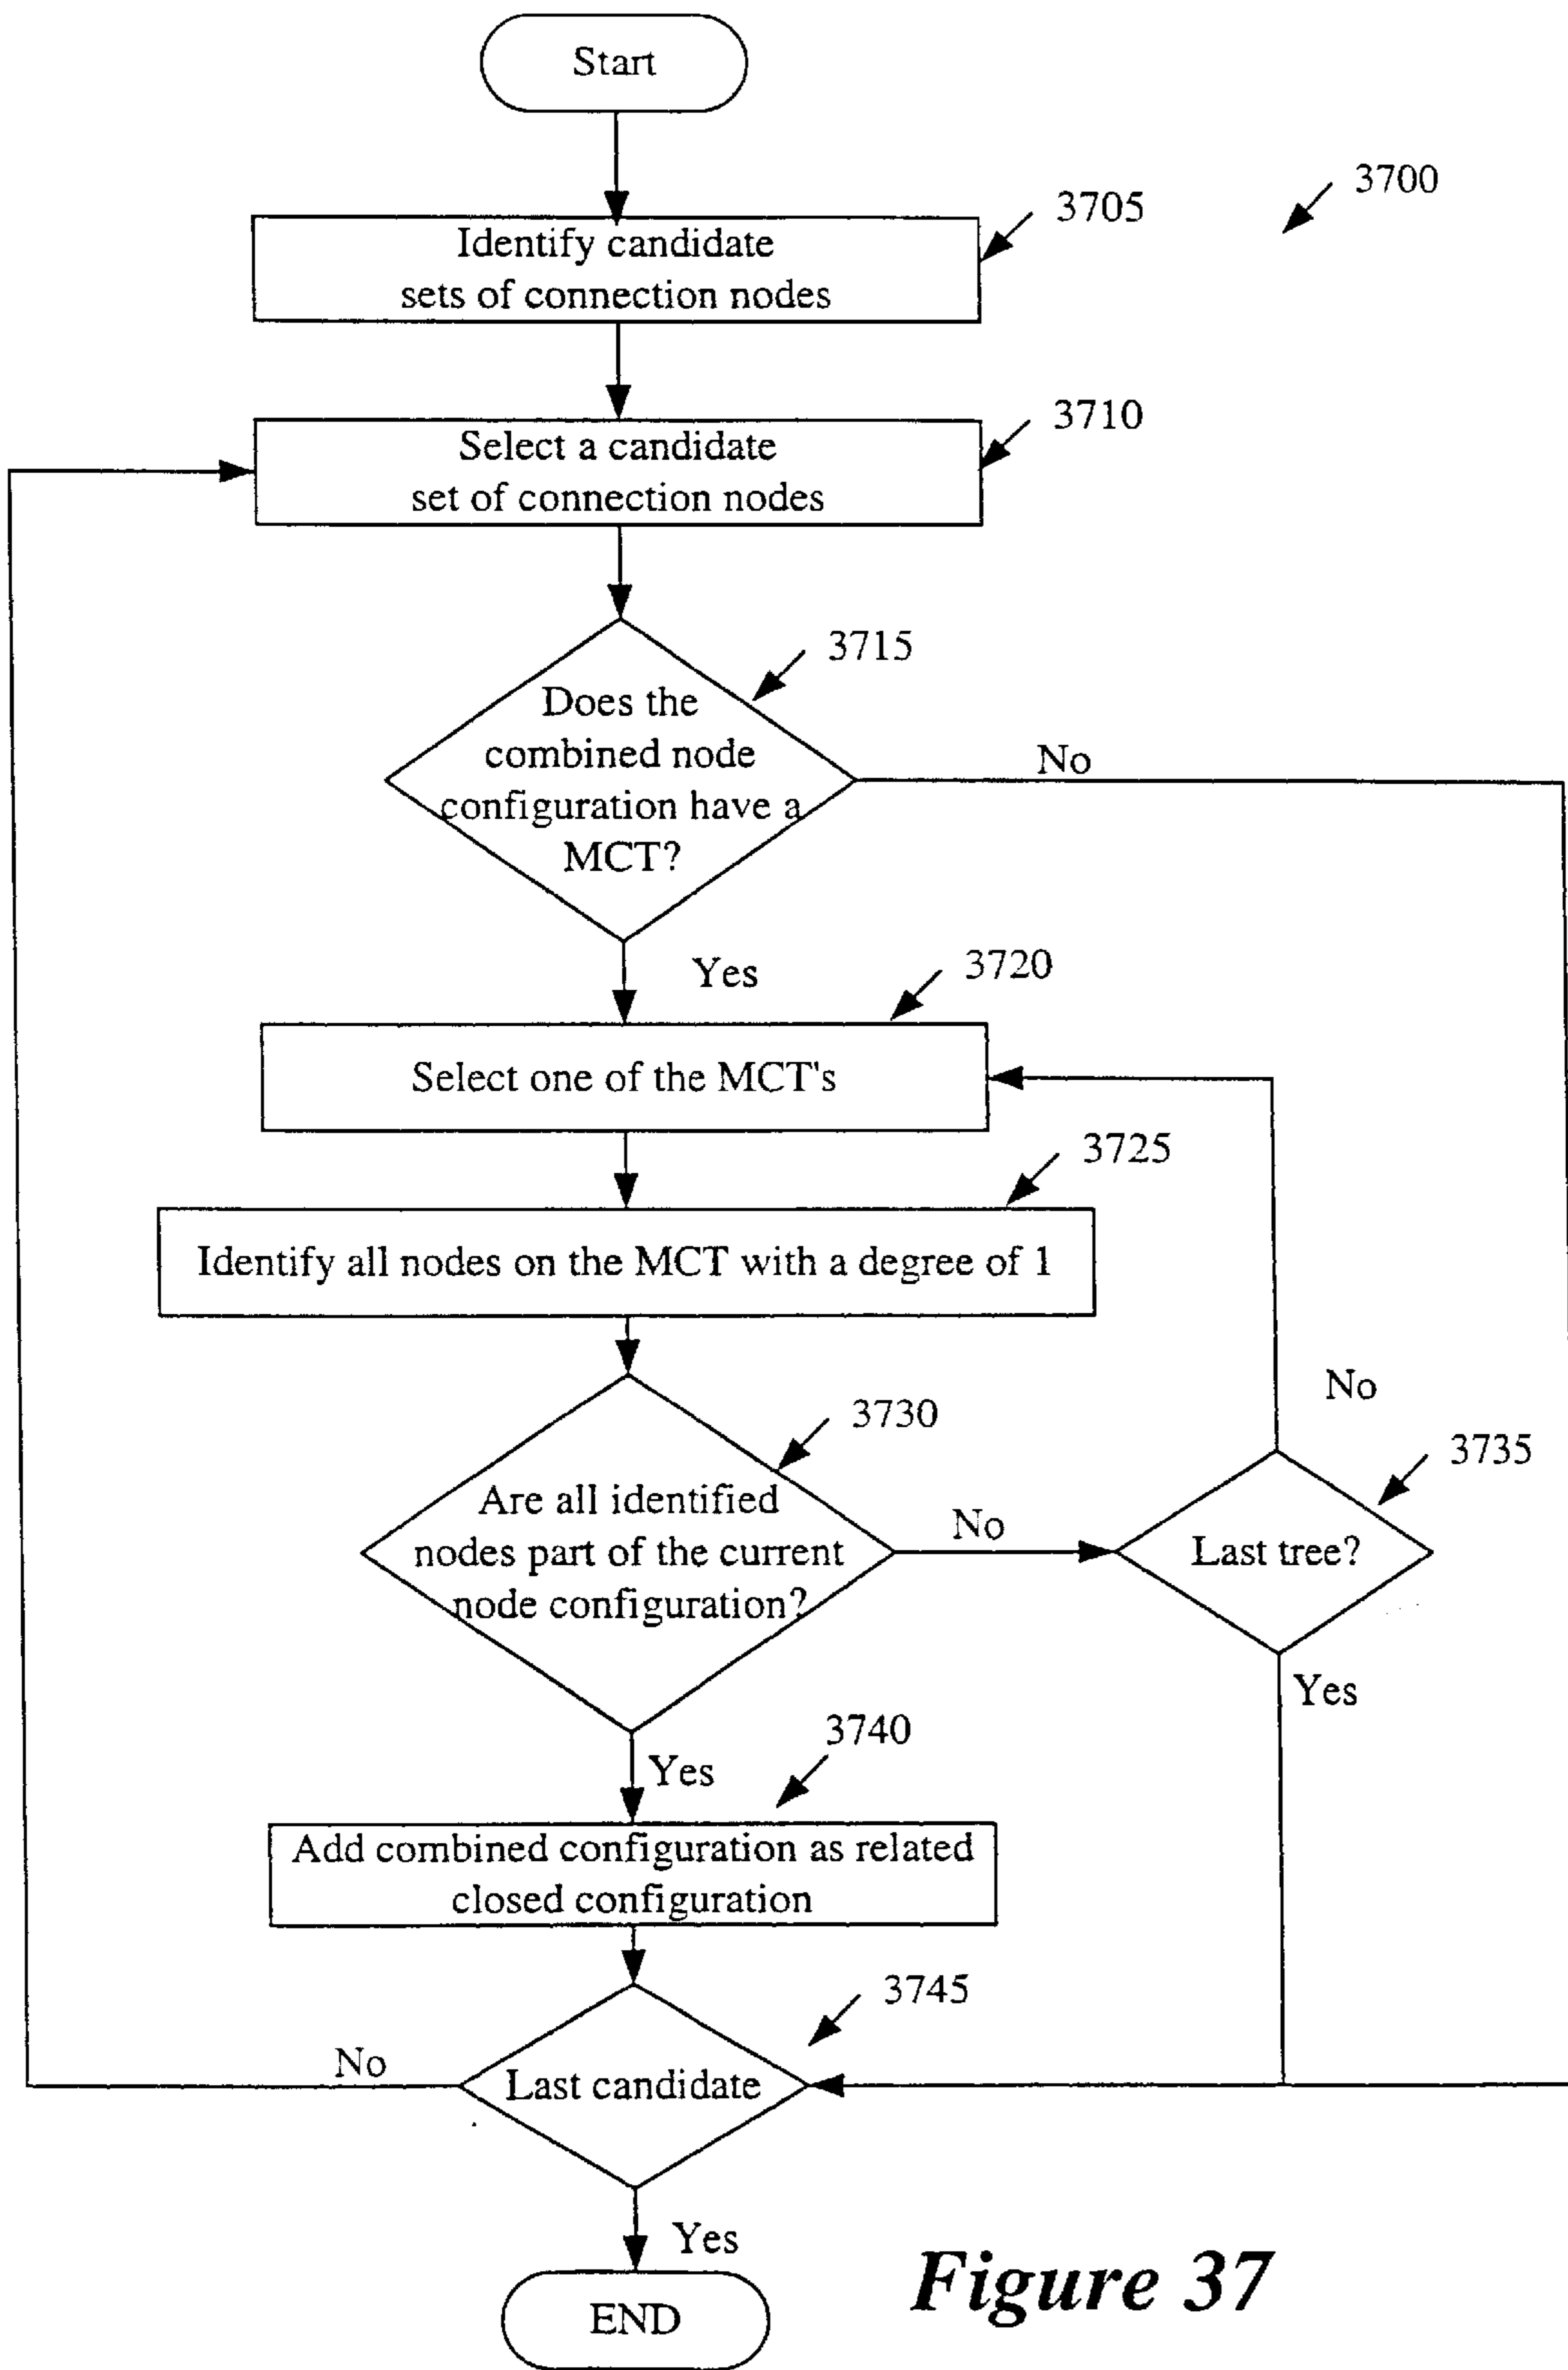 Start
3700
3705
Identify candidate
sets of connection nodes
3710
Select a candidate
set of connection nodes
3715
Does the
combined node
configuration have a
MCT?
No
Yes
3720
Select one of the MCT's
3725
Identify all nodes on the MCT with a degree of 1
No
3730
3735
Are all identified
nodes part of the current
node configuration?
No
Last tree?
Yes
3740
Yes
Add combined configuration as related
closed configuration
3745
No
Last candidate
Yes
END
Figure 37